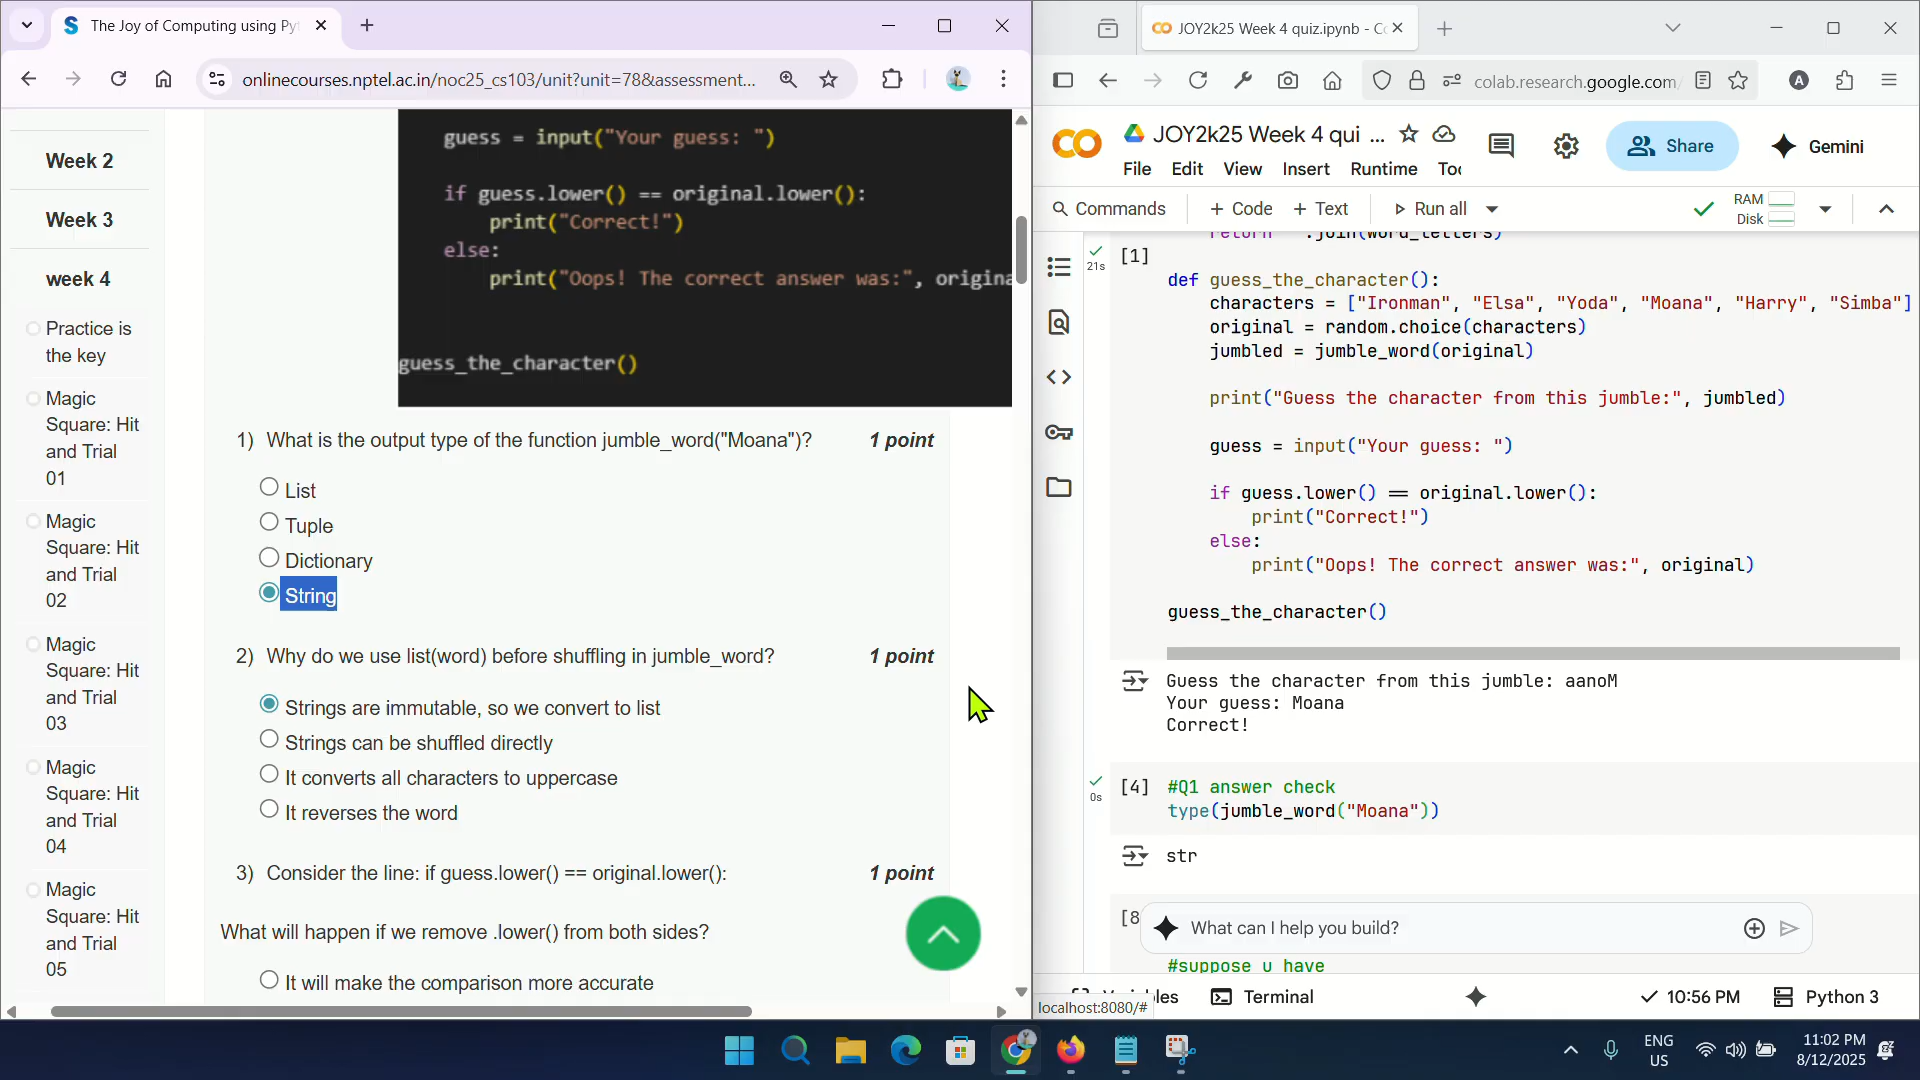 The Joy of Computing using Py
onlinecourses.nptel.ac.in/noc25_cs103/unit?unit=78&assessment...
Week 2
Week 3
week 4
Practice is
the key
Magic
Square: Hit
and Trial
01
Magic
Square: Hit
and Trial
02
Magic
Square: Hit
and Trial
03
Magic
Square: Hit
and Trial
04
Magic
Square: Hit
and Trial
05
guess = input("Your guess: ")
if guess.lower() == original.lower():
print("Correct!")
else:
print("Oops! The correct answer was:", origina
guess_the_character()
1) What is the output type of the function jumble_word("Moana")? 1 point
List
Tuple
Dictionary
String
2) Why do we use list(word) before shuffling in jumble_word? 1 point
Strings are immutable, so we convert to list
Strings can be shuffled directly
It converts all characters to uppercase
It reverses the word
3) Consider the line: if guess.lower() == original.lower(): 1 point
What will happen if we remove .lower() from both sides?
It will make the comparison more accurate
JOY2k25 Week 4 quiz.ipynb - Co
colab.research.google.com
JOY2k25 Week 4 qui ...
File Edit View Insert Runtime Too
Share
Gemini
Commands + Code + Text Run all
RAM
Disk
return .join(word_letters)
21s
[1]
def guess_the_character():
characters = ["Ironman", "Elsa", "Yoda", "Moana", "Harry", "Simba"]
original = random.choice(characters)
jumbled = jumble_word(original)
print("Guess the character from this jumble:", jumbled)
guess = input("Your guess: ")
if guess.lower() == original.lower():
print("Correct!")
else:
print("Oops! The correct answer was:", original)
guess_the_character()
Guess the character from this jumble: aanoM
Your guess: Moana
Correct!
0s
[4] #Q1 answer check
type(jumble_word("Moana"))
str
[8
What can I help you build?
#suppose u have
Terminal
10:56 PM
Python 3
localhost:8080/#
ENG
US
11:02 PM
8/12/2025